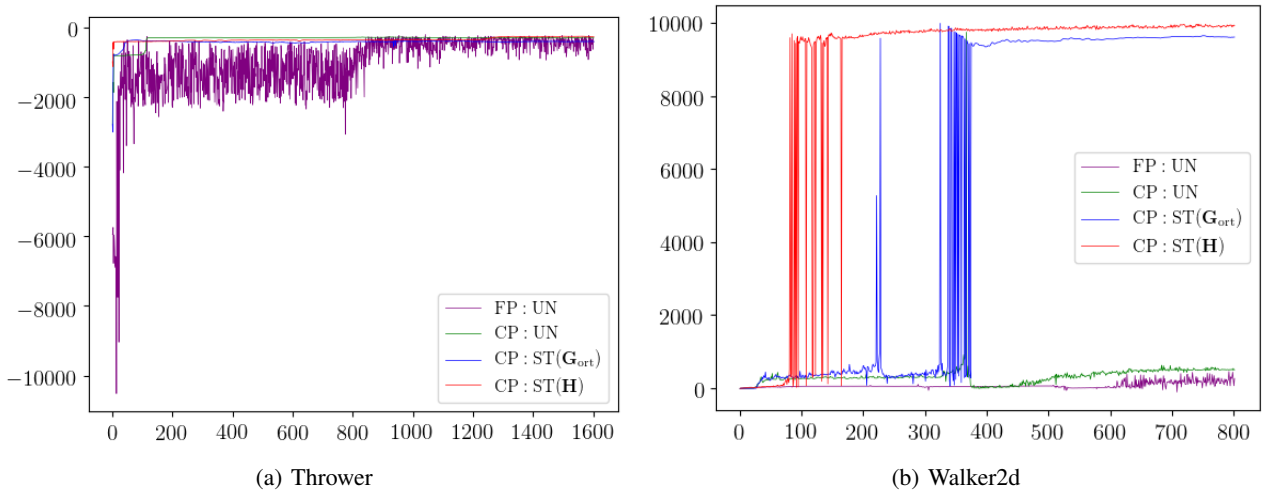 0
−2000
−4000
−6000
−8000
−10000
0 200 400 600 800 1000 1200 1400 1600
FP : UN
CP : UN
CP : ST(G_ort)
CP : ST(H)
(a) Thrower
10000
8000
6000
4000
2000
0
0 100 200 300 400 500 600 700 800
FP : UN
CP : UN
CP : ST(G_ort)
CP : ST(H)
(b) Walker2d